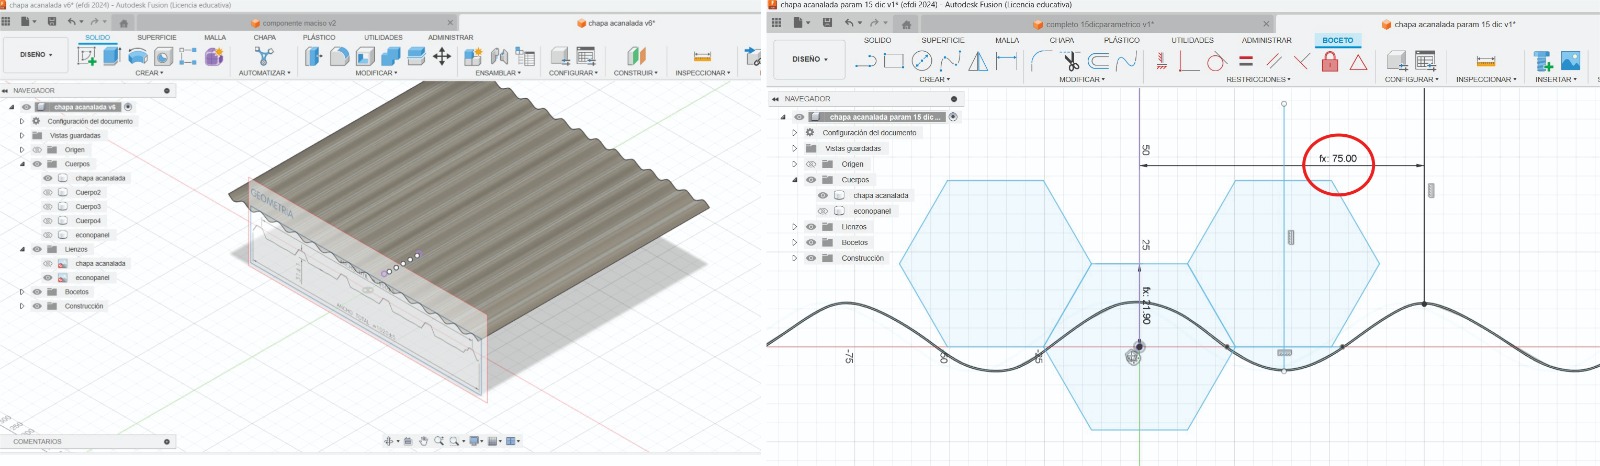 chapa acanalada v6* (efdi 2024) - Autodesk Fusion (Licencia educativa)
componente maciso v2
chapa acanalada v6*
DISEÑO
SÓLIDO
SUPERFICIE
MALLA
CHAPA
PLÁSTICO
UTILIDADES
ADMINISTRAR
CREAR
AUTOMATIZAR
MODIFICAR
ENSAMBLAR
CONFIGURAR
CONSTRUIR
INSPECCIONAR
NAVEGADOR
chapa acanalada v6
Configuración del documento
Vistas guardadas
Origen
Cuerpos
chapa acanalada
Cuerpo2
Cuerpo3
Cuerpo4
econopanel
Lienzos
chapa acanalada
econopanel
Bocetos
Construcción
GEOMETRIA
COMENTARIOS
chapa acanalada param 15 dic v1* (efdi 2024) - Autodesk Fusion (Licencia educativa)
completo 15dicparametrico v1*
chapa acanalada param 15 dic v1*
DISEÑO
SÓLIDO
SUPERFICIE
MALLA
CHAPA
PLÁSTICO
UTILIDADES
ADMINISTRAR
BOCETO
CREAR
MODIFICAR
RESTRICCIONES
CONFIGURAR
INSPECCIONAR
INSERTAR
NAVEGADOR
chapa acanalada param 15 dic ...
Configuración del documento
Vistas guardadas
Origen
Cuerpos
chapa acanalada
econopanel
Lienzos
Bocetos
Construcción
50
fx: 75.00
25
fx: 21.90
-75
-50
-25